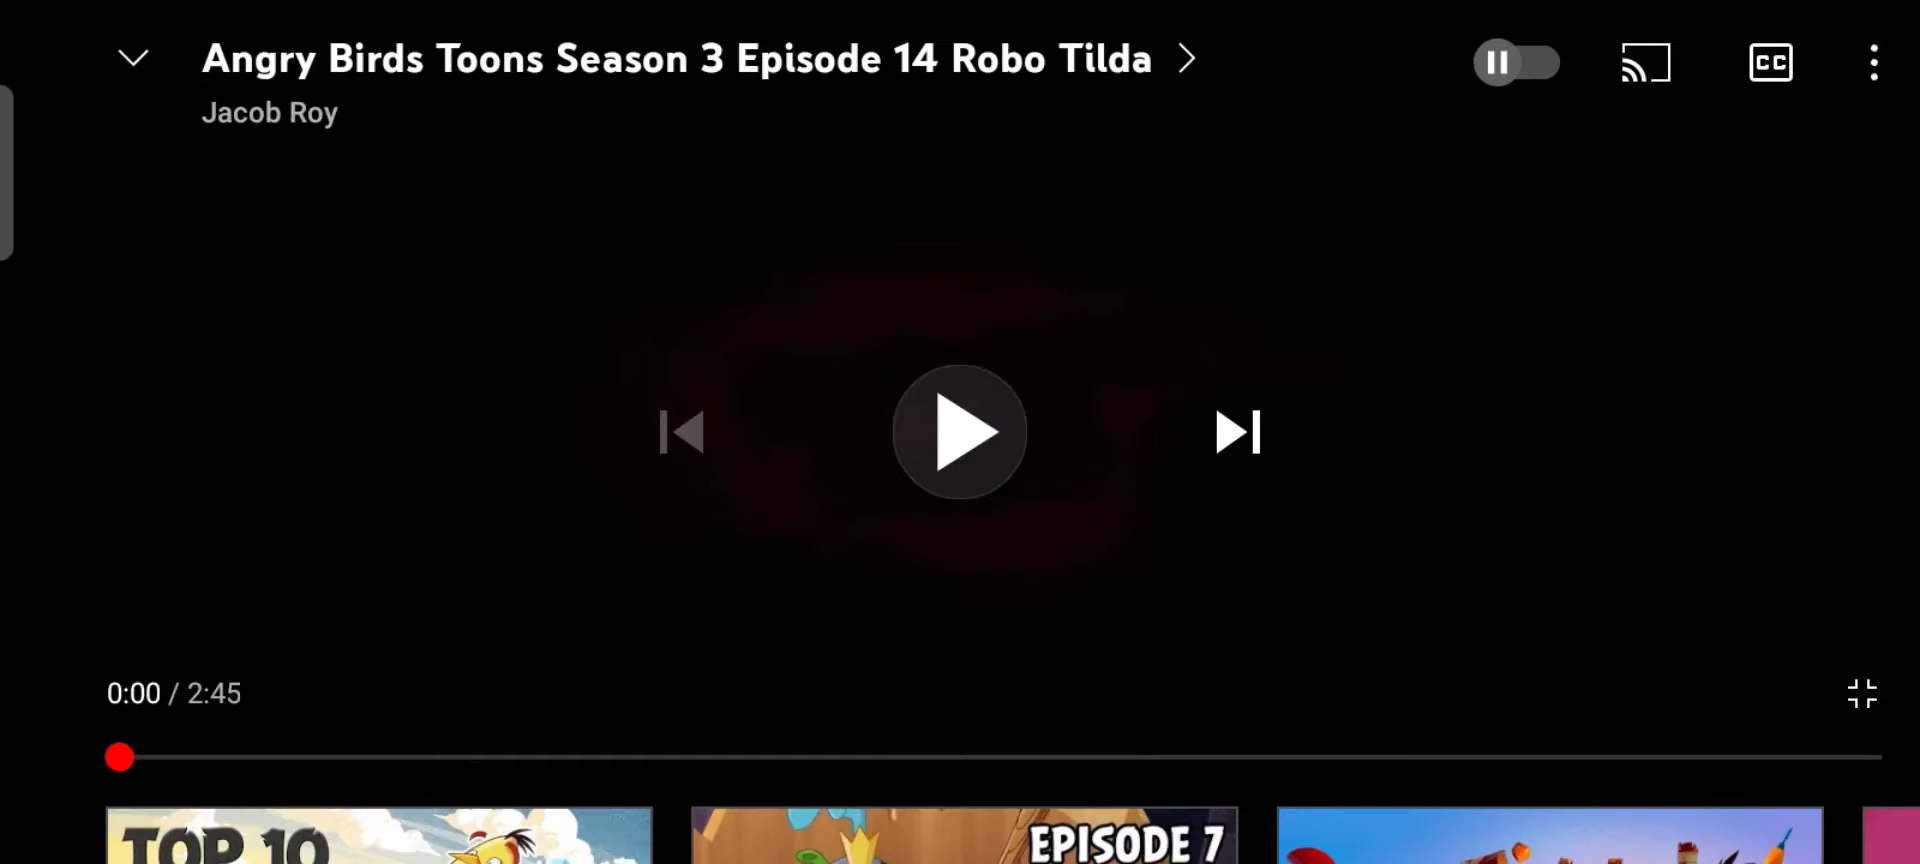 Angry Birds Toons Season 3 Episode 14 Robo Tilda
CC
Jacob Roy
0:00 / 2:45
TOP 10
EPISODE 7